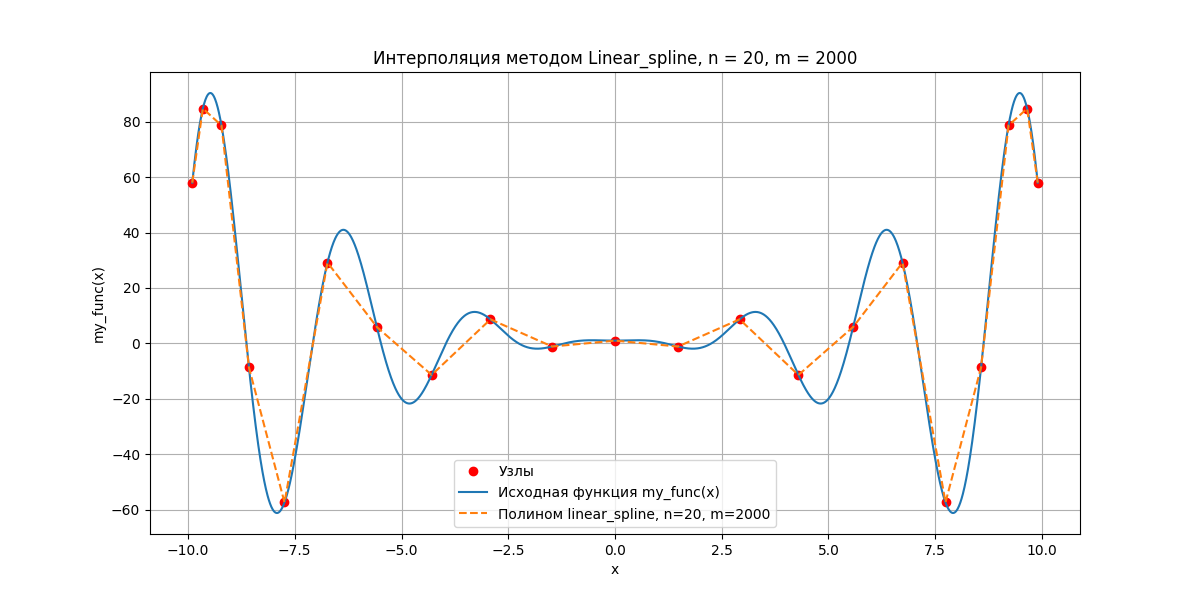 Интерполяция методом Linear_spline, n = 20, m = 2000
my_func(x)
80
60
40
20
0
−20
−40
−60
Узлы
Исходная функция my_func(x)
Полином linear_spline, n=20, m=2000
−10.0 −7.5 −5.0 −2.5 0.0 2.5 5.0 7.5 10.0
x